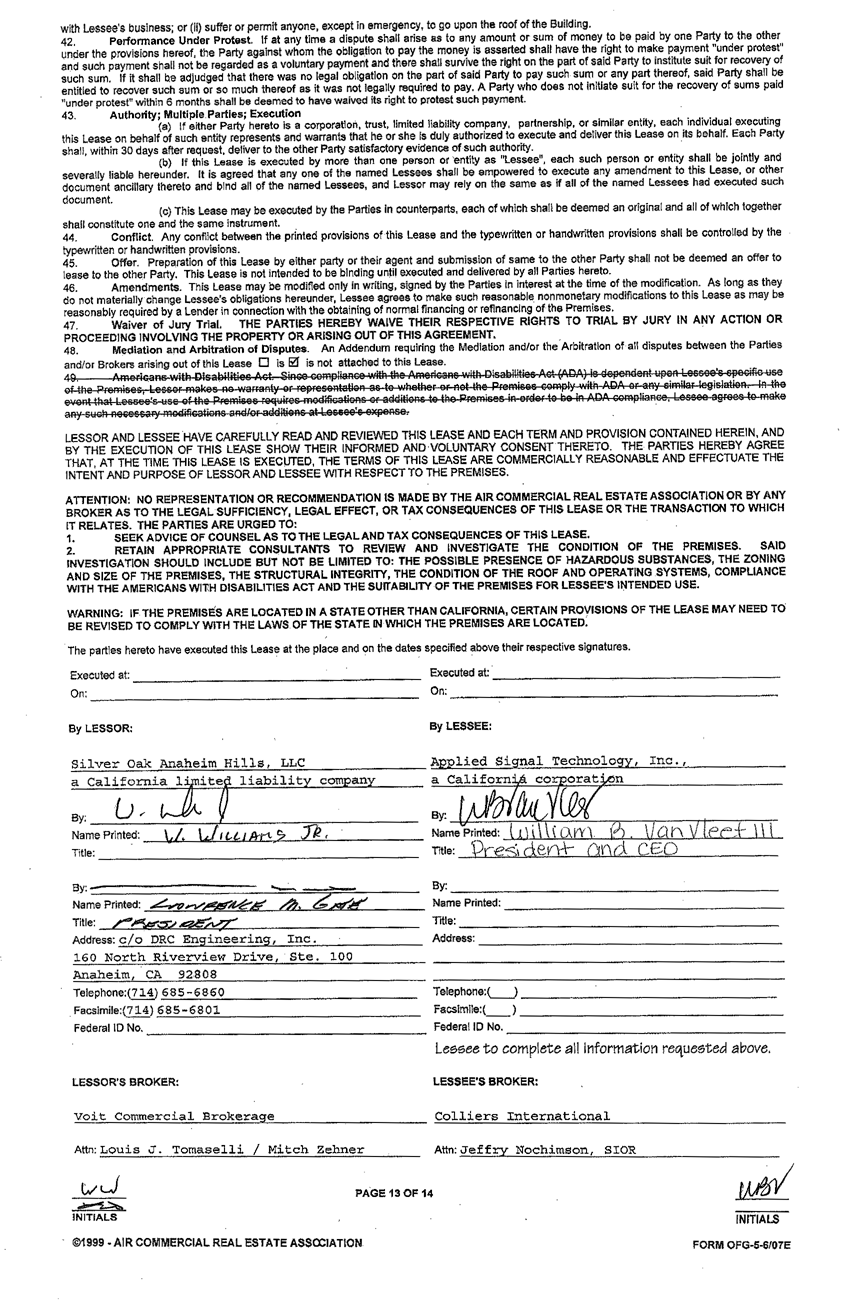 with Lessee's business; or (ii) suffer or permit anyone, except in emergency, to go upon the roof of the Building.
42. Performance Under Protest. If at any time a dispute shall arise as to any amount or sum of money to be paid by one Party to the other
under the provisions hereof, the Party against whom the obligation to pay the money is asserted shall have the right to make payment "under protest"
and such payment shall not be regarded as a voluntary payment and there shall survive the right on the part of said Party to institute suit for recovery of
such sum. If it shall be adjudged that there was no legal obligation on the part of said Party to pay such sum or any part thereof, said Party shall be
entitled to recover such sum or so much thereof as it was not legally required to pay. A Party who does not initiate suit for the recovery of sums paid
"under protest" within 6 months shall be deemed to have waived its right to protest such payment.
43. Authority; Multiple Parties; Execution
(a) If either Party hereto is a corporation, trust, limited liability company, partnership, or similar entity, each individual executing
this Lease on behalf of such entity represents and warrants that he or she is duly authorized to execute and deliver this Lease on its behalf. Each Party
shall, within 30 days after request, deliver to the other Party satisfactory evidence of such authority.
(b) If this Lease is executed by more than one person or entity as "Lessee", each such person or entity shall be jointly and
severally liable hereunder. It is agreed that any one of the named Lessees shall be empowered to execute any amendment to this Lease, or other
document ancillary thereto and bind all of the named Lessees, and Lessor may rely on the same as if all of the named Lessees had executed such
document.
(c) This Lease may be executed by the Parties in counterparts, each of which shall be deemed an original and all of which together
shall constitute one and the same instrument.
44. Conflict. Any conflict between the printed provisions of this Lease and the typewritten or handwritten provisions shall be controlled by the
typewritten or handwritten provisions.
45. Offer. Preparation of this Lease by either party or their agent and submission of same to the other Party shall not be deemed an offer to
lease to the other Party. This Lease is not intended to be binding until executed and delivered by all Parties hereto.
46. Amendments. This Lease may be modified only in writing, signed by the Parties in interest at the time of the modification. As long as they
do not materially change Lessee's obligations hereunder, Lessee agrees to make such reasonable nonmonetary modifications to this Lease as may be
reasonably required by a Lender in connection with the obtaining of normal financing or refinancing of the Premises.
47. Waiver of Jury Trial. THE PARTIES HEREBY WAIVE THEIR RESPECTIVE RIGHTS TO TRIAL BY JURY IN ANY ACTION OR
PROCEEDING INVOLVING THE PROPERTY OR ARISING OUT OF THIS AGREEMENT.
48. Mediation and Arbitration of Disputes. An Addendum requiring the Mediation and/or the Arbitration of all disputes between the Parties
and/or Brokers arising out of this Lease ☐ is ☑ is not attached to this Lease.
49. Americans with Disabilities Act. Since compliance with the Americans with Disabilities Act (ADA) is dependent upon Lessee's specific use
of the Premises, Lessor makes no warranty or representation as to whether or not the Premises comply with ADA or any similar legislation. In the
event that Lessee's use of the Premises requires modifications or additions to the Premises in order to be in ADA compliance, Lessee agrees to make
any such necessary modifications and/or additions at Lessee's expense.
LESSOR AND LESSEE HAVE CAREFULLY READ AND REVIEWED THIS LEASE AND EACH TERM AND PROVISION CONTAINED HEREIN, AND
BY THE EXECUTION OF THIS LEASE SHOW THEIR INFORMED AND VOLUNTARY CONSENT THERETO. THE PARTIES HEREBY AGREE
THAT, AT THE TIME THIS LEASE IS EXECUTED, THE TERMS OF THIS LEASE ARE COMMERCIALLY REASONABLE AND EFFECTUATE THE
INTENT AND PURPOSE OF LESSOR AND LESSEE WITH RESPECT TO THE PREMISES.
ATTENTION: NO REPRESENTATION OR RECOMMENDATION IS MADE BY THE AIR COMMERCIAL REAL ESTATE ASSOCIATION OR BY ANY
BROKER AS TO THE LEGAL SUFFICIENCY, LEGAL EFFECT, OR TAX CONSEQUENCES OF THIS LEASE OR THE TRANSACTION TO WHICH
IT RELATES. THE PARTIES ARE URGED TO:
1. SEEK ADVICE OF COUNSEL AS TO THE LEGAL AND TAX CONSEQUENCES OF THIS LEASE.
2. RETAIN APPROPRIATE CONSULTANTS TO REVIEW AND INVESTIGATE THE CONDITION OF THE PREMISES. SAID
INVESTIGATION SHOULD INCLUDE BUT NOT BE LIMITED TO: THE POSSIBLE PRESENCE OF HAZARDOUS SUBSTANCES, THE ZONING
AND SIZE OF THE PREMISES, THE STRUCTURAL INTEGRITY, THE CONDITION OF THE ROOF AND OPERATING SYSTEMS, COMPLIANCE
WITH THE AMERICANS WITH DISABILITIES ACT AND THE SUITABILITY OF THE PREMISES FOR LESSEE'S INTENDED USE.
WARNING: IF THE PREMISES ARE LOCATED IN A STATE OTHER THAN CALIFORNIA, CERTAIN PROVISIONS OF THE LEASE MAY NEED TO
BE REVISED TO COMPLY WITH THE LAWS OF THE STATE IN WHICH THE PREMISES ARE LOCATED.
The parties hereto have executed this Lease at the place and on the dates specified above their respective signatures.
Executed at: Executed at:
On: On:
By LESSOR: By LESSEE:
Silver Oak Anaheim Hills, LLC Applied Signal Technology, Inc.,
a California limited liability company a California corporation
By: By:
Name Printed: W. WILLIAMS JR. Name Printed: William B. Van Vleet III
Title: Title: President and CEO
By: By:
Name Printed: M. Name Printed:
Title: PRESIDENT Title:
Address: c/o DRC Engineering, Inc. Address:
160 North Riverview Drive, Ste. 100
Anaheim, CA 92808
Telephone:(714) 685-6860 Telephone:( )
Facsimile:(714) 685-6801 Facsimile:( )
Federal ID No. Federal ID No.
Lessee to complete all information requested above.
LESSOR'S BROKER: LESSEE'S BROKER:
Voit Commercial Brokerage Colliers International
Attn: Louis J. Tomaselli / Mitch Zehner Attn: Jeffry Nochimson, SIOR
WW PAGE 13 OF 14 WBV
INITIALS INITIALS
©1999 - AIR COMMERCIAL REAL ESTATE ASSOCIATION FORM OFG-5-6/07E